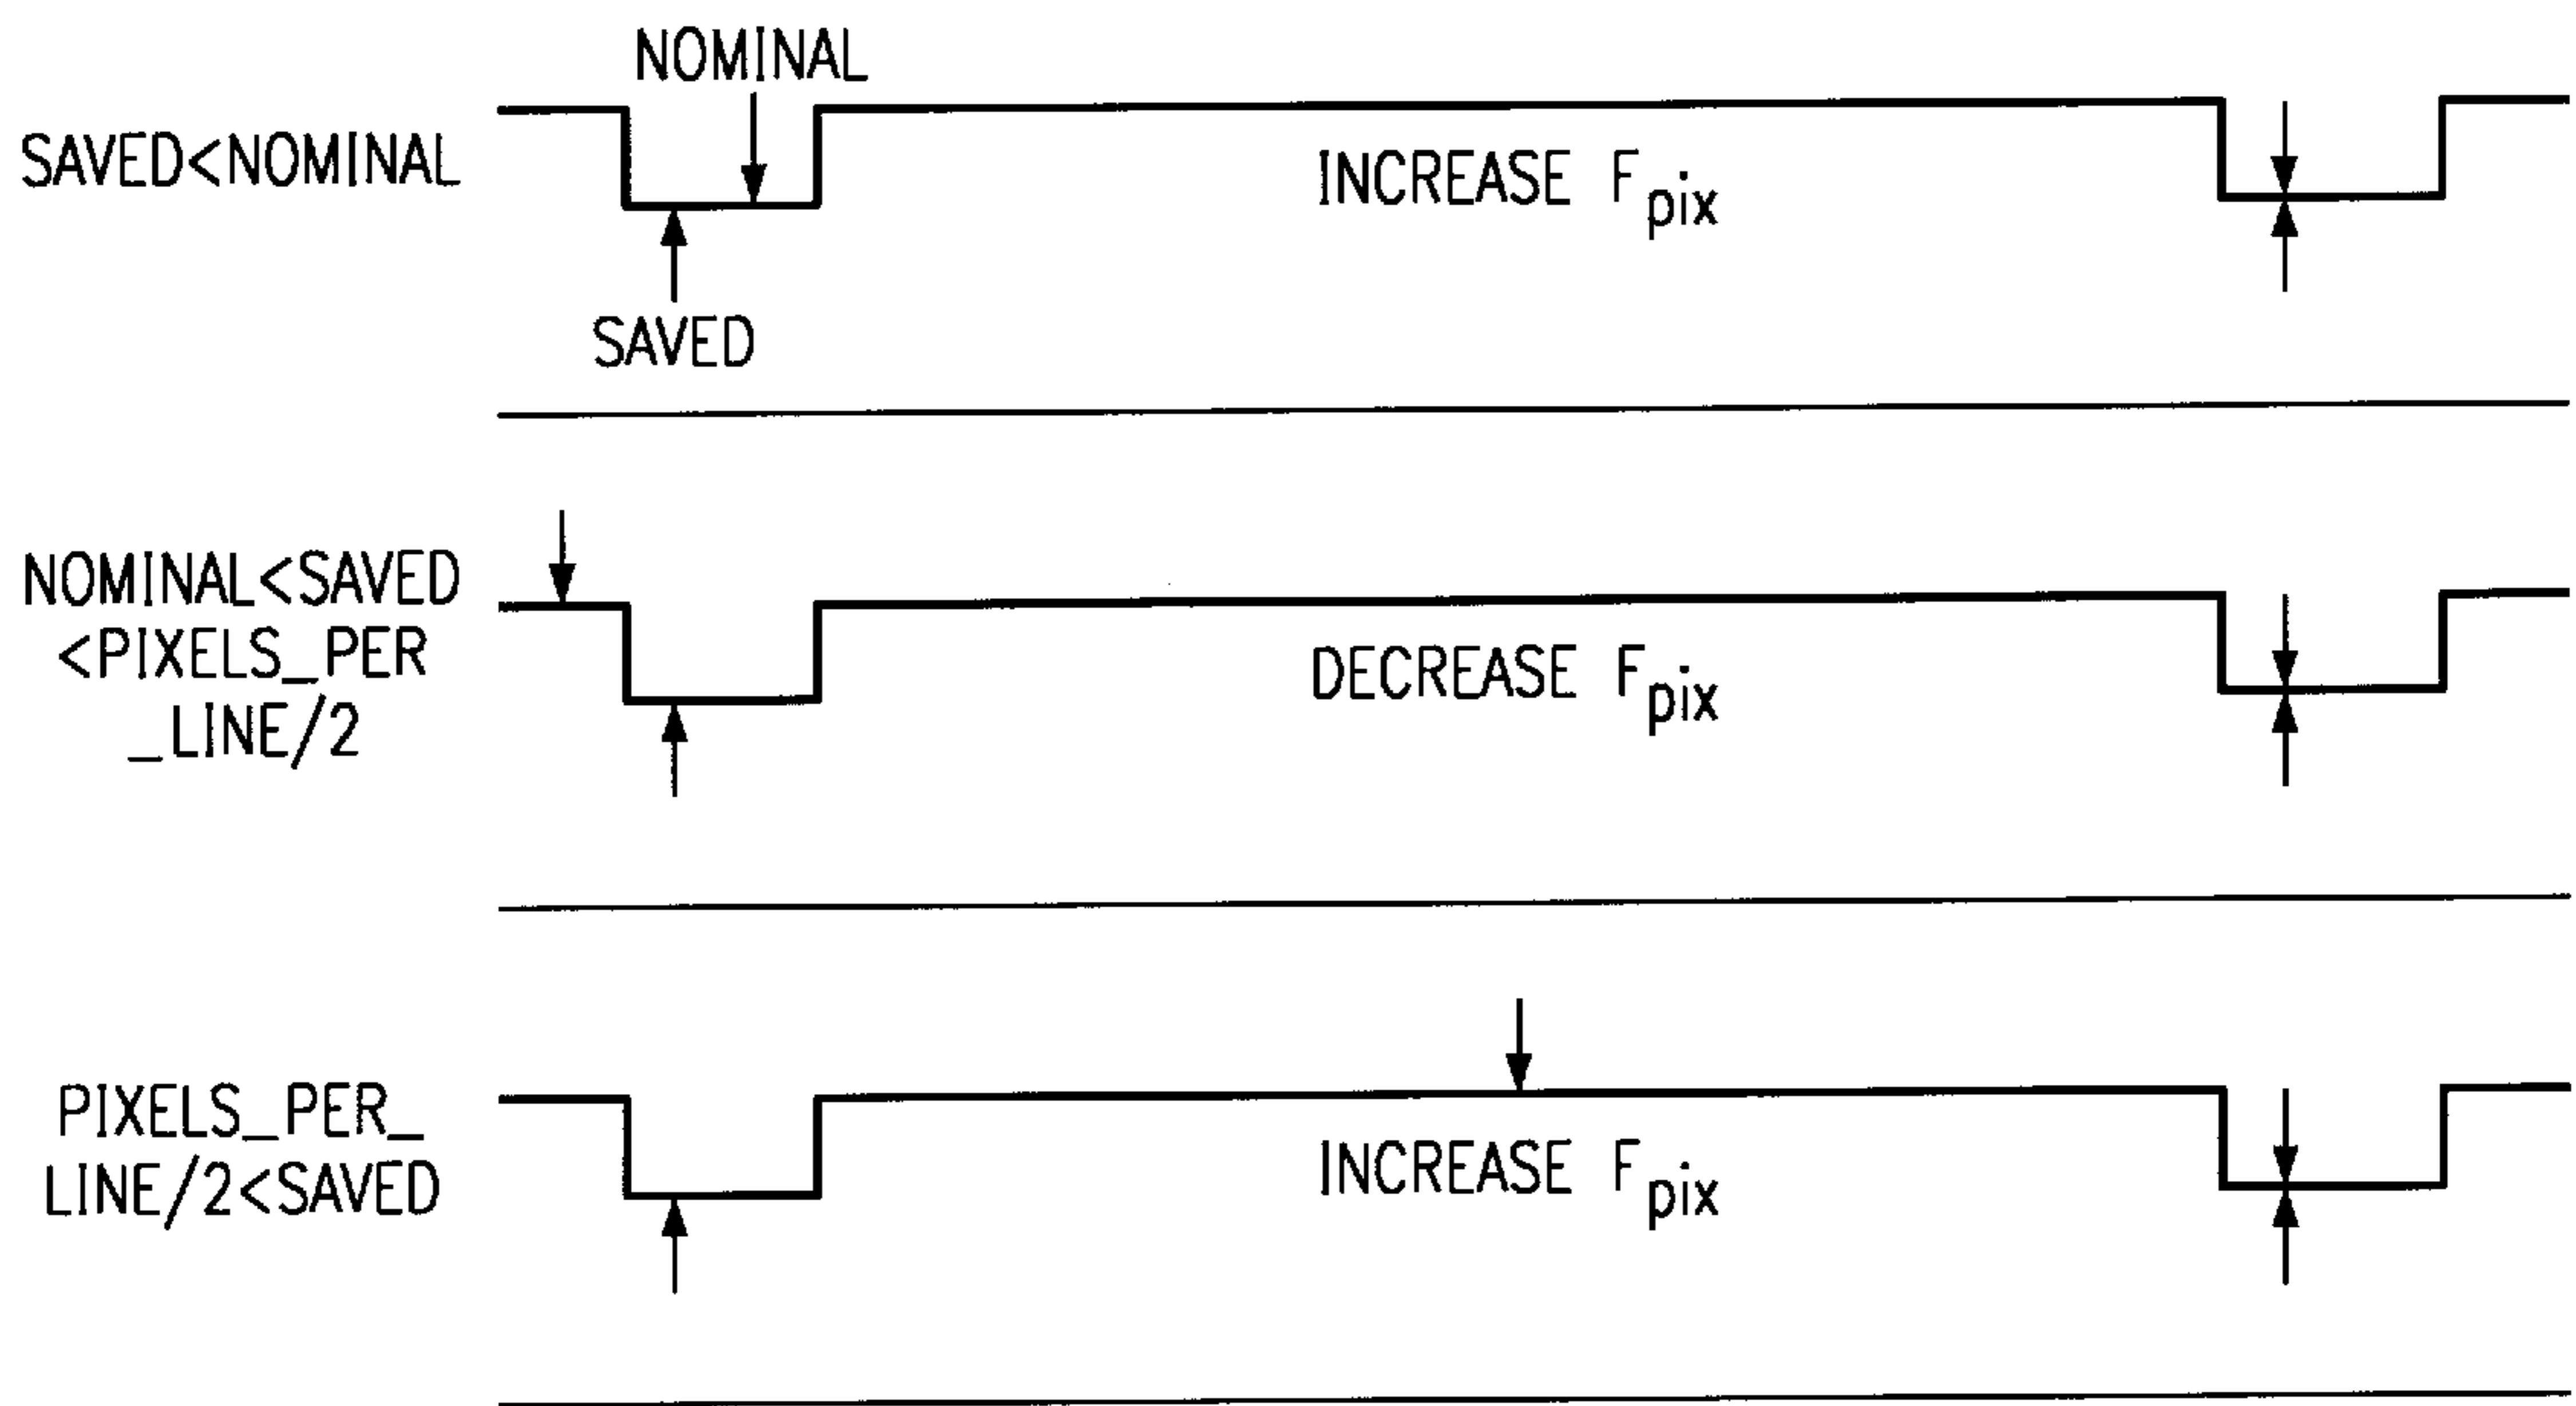 NOMINAL
SAVED<NOMINAL
INCREASE Fpix
SAVED
NOMINAL<SAVED
<PIXELS_PER
_LINE/2
DECREASE Fpix
PIXELS_PER_
LINE/2<SAVED
INCREASE Fpix